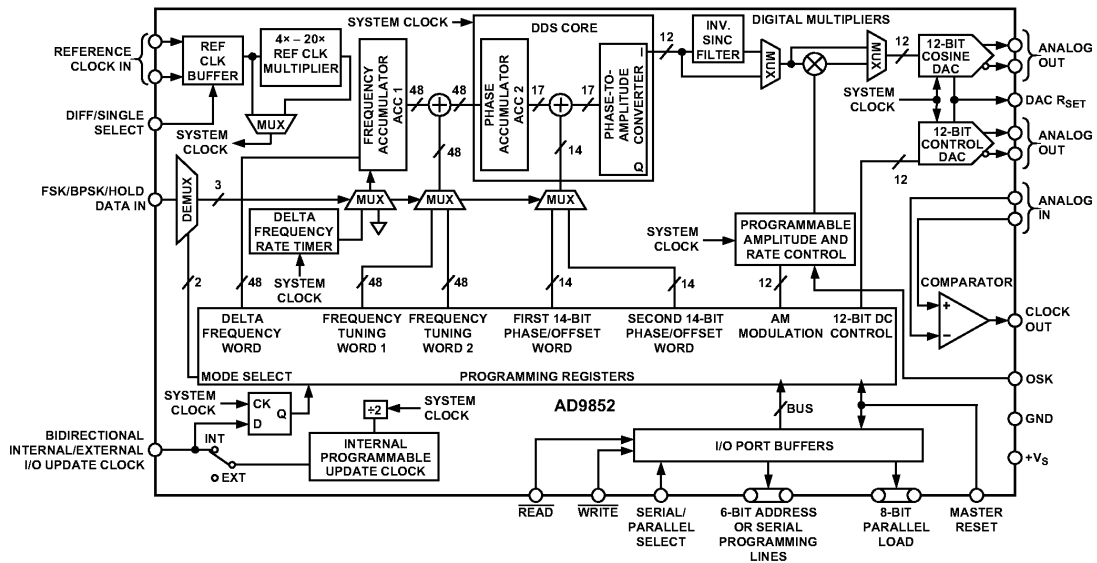 SYSTEM CLOCK
DDS CORE
DIGITAL MULTIPLIERS
REFERENCE
CLOCK IN
REF
CLK
BUFFER
4× – 20×
REF CLK
MULTIPLIER
MUX
SYSTEM
CLOCK
DIFF/SINGLE
SELECT
FREQUENCY
ACCUMULATOR
ACC 1
48
48
48
PHASE
ACCUMULATOR
ACC 2
17
17
14
PHASE-TO-
AMPLITUDE
CONVERTER
I
Q
12
INV.
SINC
FILTER
MUX
MUX
12
12-BIT
COSINE
DAC
ANALOG
OUT
SYSTEM
CLOCK
DAC RSET
12-BIT
CONTROL
DAC
ANALOG
OUT
12
FSK/BPSK/HOLD
DATA IN
DEMUX
3
MUX
MUX
MUX
ANALOG
IN
DELTA
FREQUENCY
RATE TIMER
SYSTEM
CLOCK
SYSTEM
CLOCK
PROGRAMMABLE
AMPLITUDE AND
RATE CONTROL
2
48
48
48
14
14
12
COMPARATOR
+
–
CLOCK
OUT
DELTA
FREQUENCY
WORD
FREQUENCY
TUNING
WORD 1
FREQUENCY
TUNING
WORD 2
FIRST 14-BIT
PHASE/OFFSET
WORD
SECOND 14-BIT
PHASE/OFFSET
WORD
AM
MODULATION
12-BIT DC
CONTROL
MODE SELECT
PROGRAMMING REGISTERS
OSK
SYSTEM
CLOCK
CK
Q
D
÷2
SYSTEM
CLOCK
AD9852
BUS
GND
BIDIRECTIONAL
INTERNAL/EXTERNAL
I/O UPDATE CLOCK
INT
EXT
INTERNAL
PROGRAMMABLE
UPDATE CLOCK
I/O PORT BUFFERS
+VS
READ
WRITE
SERIAL/
PARALLEL
SELECT
6-BIT ADDRESS
OR SERIAL
PROGRAMMING
LINES
8-BIT
PARALLEL
LOAD
MASTER
RESET